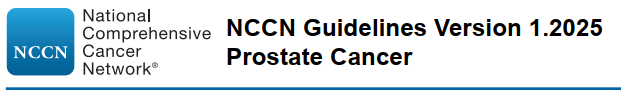 NCCN
National
Comprehensive
Cancer
Network®
NCCN Guidelines Version 1.2025
Prostate Cancer